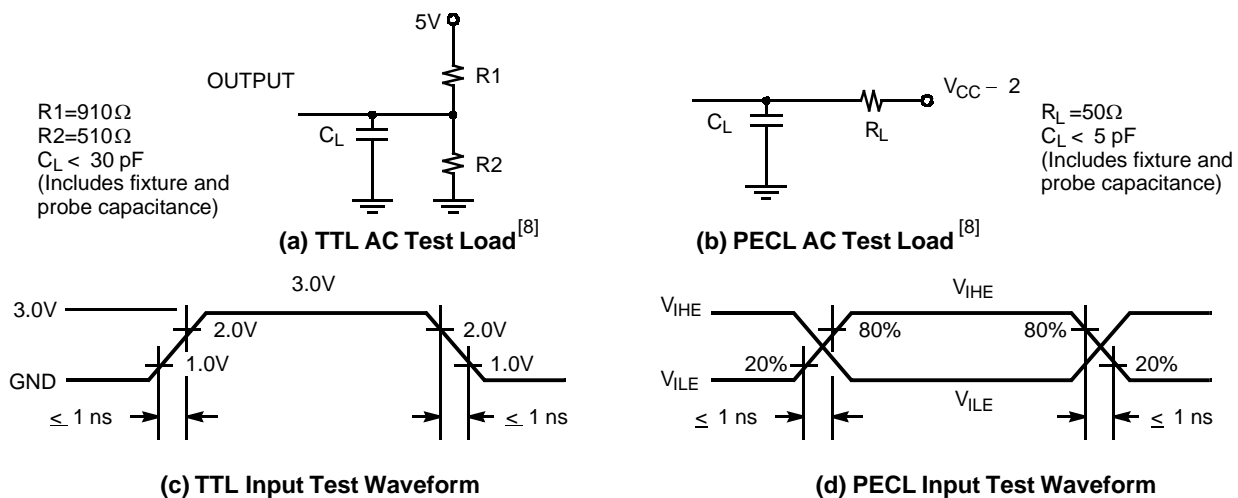 5V
OUTPUT
R1
R1=910Ω
R2=510Ω
C_L < 30 pF
(Includes fixture and
probe capacitance)
C_L
R2
(a) TTL AC Test Load[8]
V_CC − 2
C_L
R_L
R_L =50Ω
C_L < 5 pF
(Includes fixture and
probe capacitance)
(b) PECL AC Test Load [8]
3.0V
3.0V
2.0V
2.0V
1.0V
1.0V
GND
≤ 1 ns
≤ 1 ns
(c) TTL Input Test Waveform
V_IHE
V_IHE
80%
80%
20%
20%
V_ILE
V_ILE
≤ 1 ns
≤ 1 ns
(d) PECL Input Test Waveform